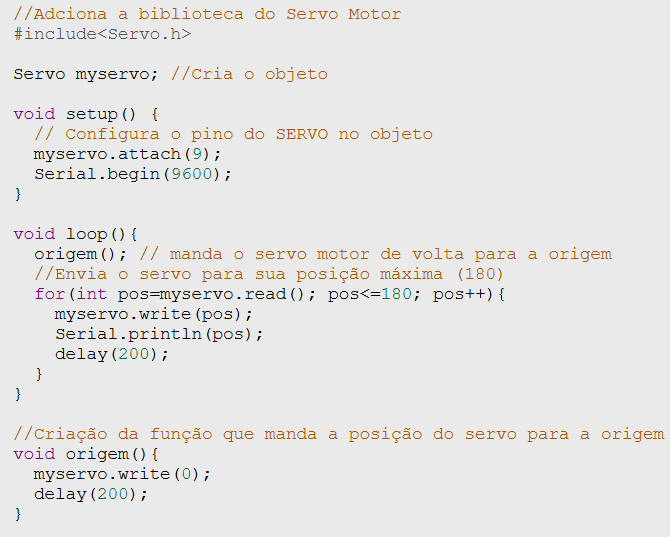 //Adciona a biblioteca do Servo Motor
#include<Servo.h>

Servo myservo; //Cria o objeto

void setup() {
  // Configura o pino do SERVO no objeto
  myservo.attach(9);
  Serial.begin(9600);
}

void loop(){
  origem(); // manda o servo motor de volta para a origem
  //Envia o servo para sua posição máxima (180)
  for(int pos=myservo.read(); pos<=180; pos++){
    myservo.write(pos);
    Serial.println(pos);
    delay(200);
  }
}

//Criação da função que manda a posição do servo para a origem
void origem(){
  myservo.write(0);
  delay(200);
}